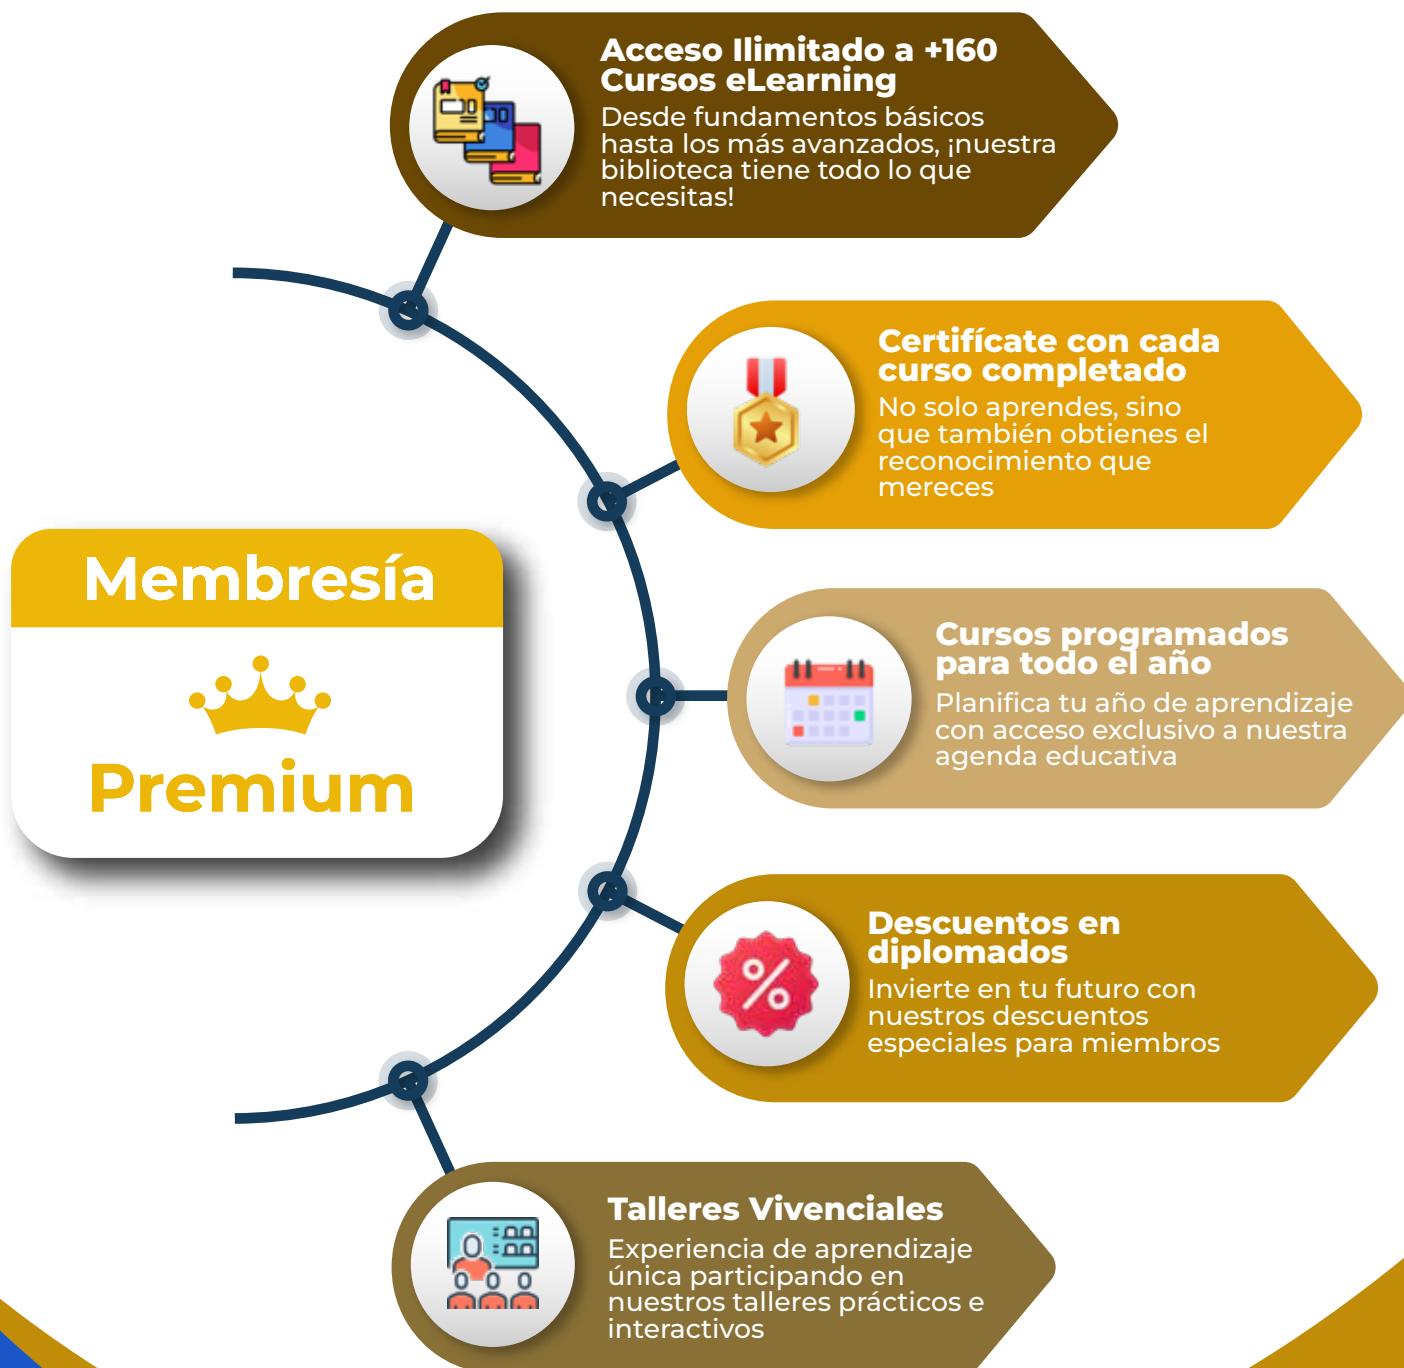 Acceso Ilimitado a +160
Cursos eLearning
Desde fundamentos básicos
hasta los más avanzados, ¡nuestra
biblioteca tiene todo lo que
necesitas!
Certifícate con cada
curso completado
No solo aprendes, sino
que también obtienes el
reconocimiento que
mereces
Membresía
Premium
Cursos programados
para todo el año
Planifica tu año de aprendizaje
con acceso exclusivo a nuestra
agenda educativa
Descuentos en
diplomados
Invierte en tu futuro con
nuestros descuentos
especiales para miembros
Talleres Vivenciales
Experiencia de aprendizaje
única participando en
nuestros talleres prácticos e
interactivos